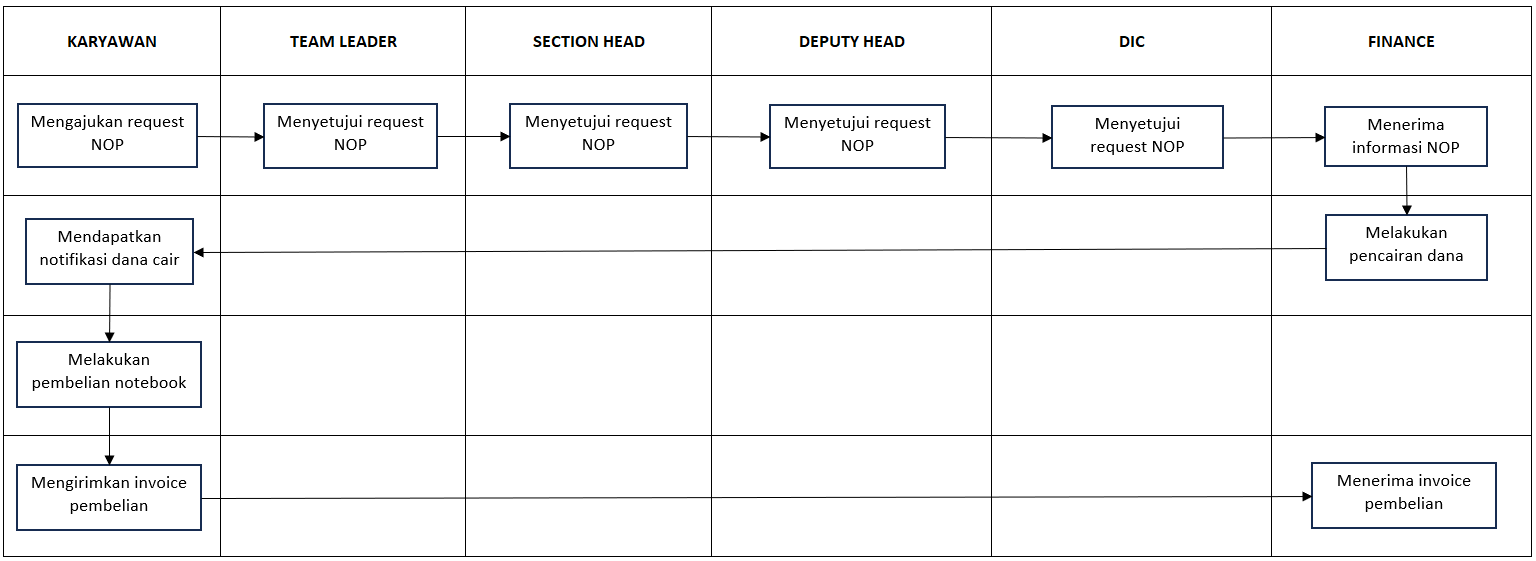 KARYAWAN
TEAM LEADER
SECTION HEAD
DEPUTY HEAD
DIC
FINANCE
Mengajukan request
NOP
Menyetujui request
NOP
Menyetujui request
NOP
Menyetujui request
NOP
Menyetujui
request NOP
Menerima
informasi NOP
Mendapatkan
notifikasi dana cair
Melakukan
pencairan dana
Melakukan
pembelian notebook
Mengirimkan invoice
pembelian
Menerima invoice
pembelian